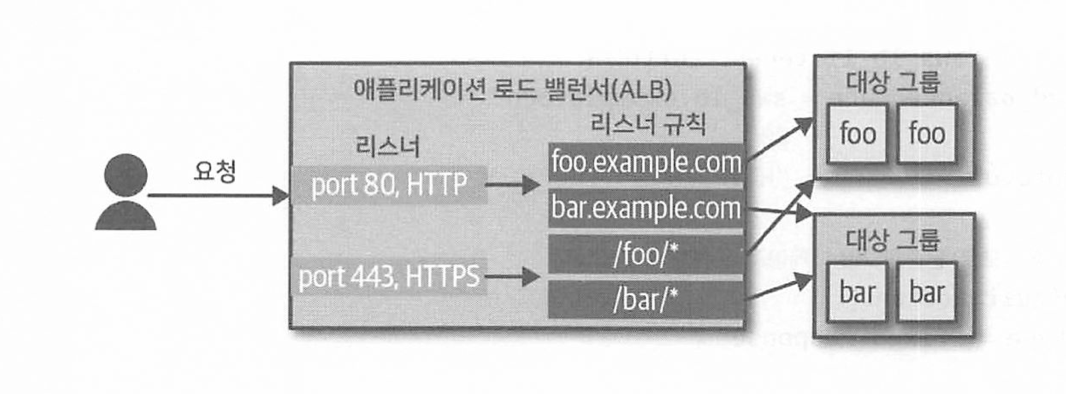 애플리케이션 로드 밸런서(ALB)
리스너
리스너 규칙
요청
port 80, HTTP
port 443, HTTPS
foo.example.com
bar.example.com
/foo/*
/bar/*
대상 그룹
foo foo
대상 그룹
bar bar